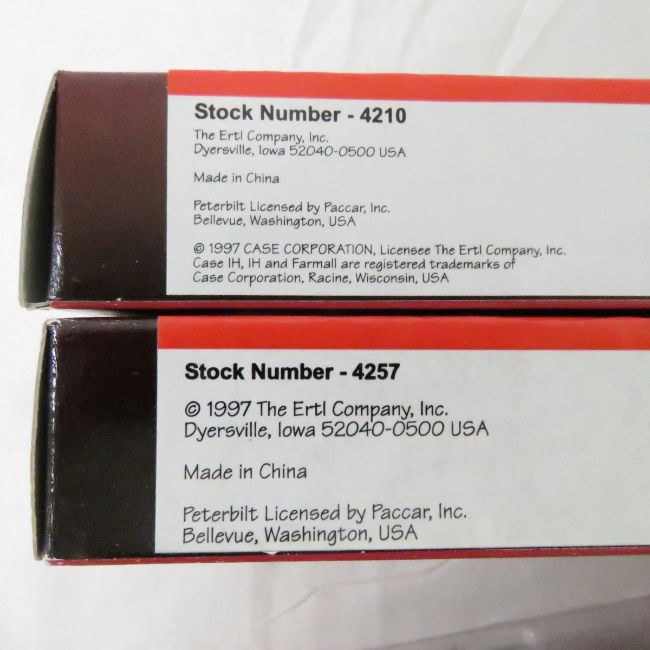 Stock Number - 4210
The Ertl Company, Inc.
Dyersville, Iowa 52040-0500 USA
Made in China
Peterbilt Licensed by Paccar, Inc.
Bellevue, Washington, USA
© 1997 CASE CORPORATION, Licensee The Ertl Company, Inc.
Case IH, IH and Farmall are registered trademarks of
Case Corporation, Racine, Wisconsin, USA
Stock Number - 4257
© 1997 The Ertl Company, Inc.
Dyersville, Iowa 52040-0500 USA
Made in China
Peterbilt Licensed by Paccar, Inc.
Bellevue, Washington, USA